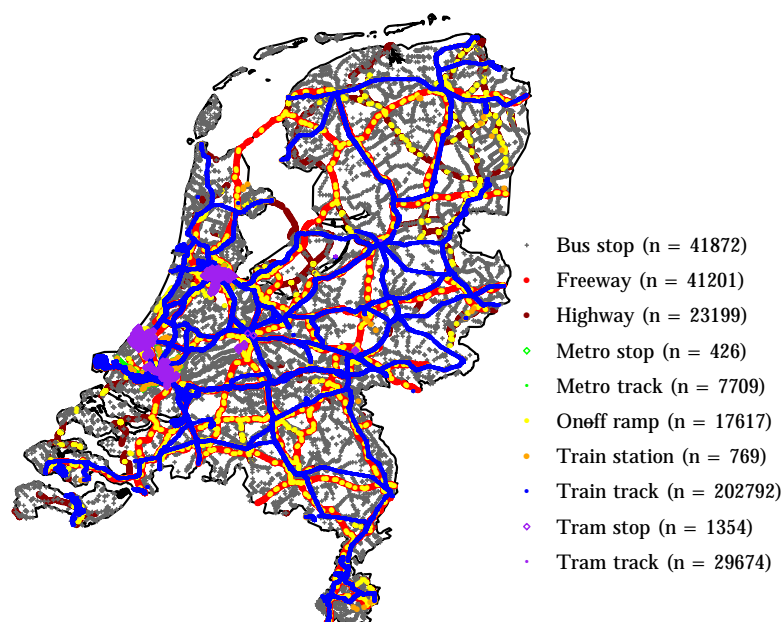 Bus stop (n = 41872)
Freeway (n = 41201)
Highway (n = 23199)
Metro stop (n = 426)
Metro track (n = 7709)
Onoff ramp (n = 17617)
Train station (n = 769)
Train track (n = 202792)
Tram stop (n = 1354)
Tram track (n = 29674)